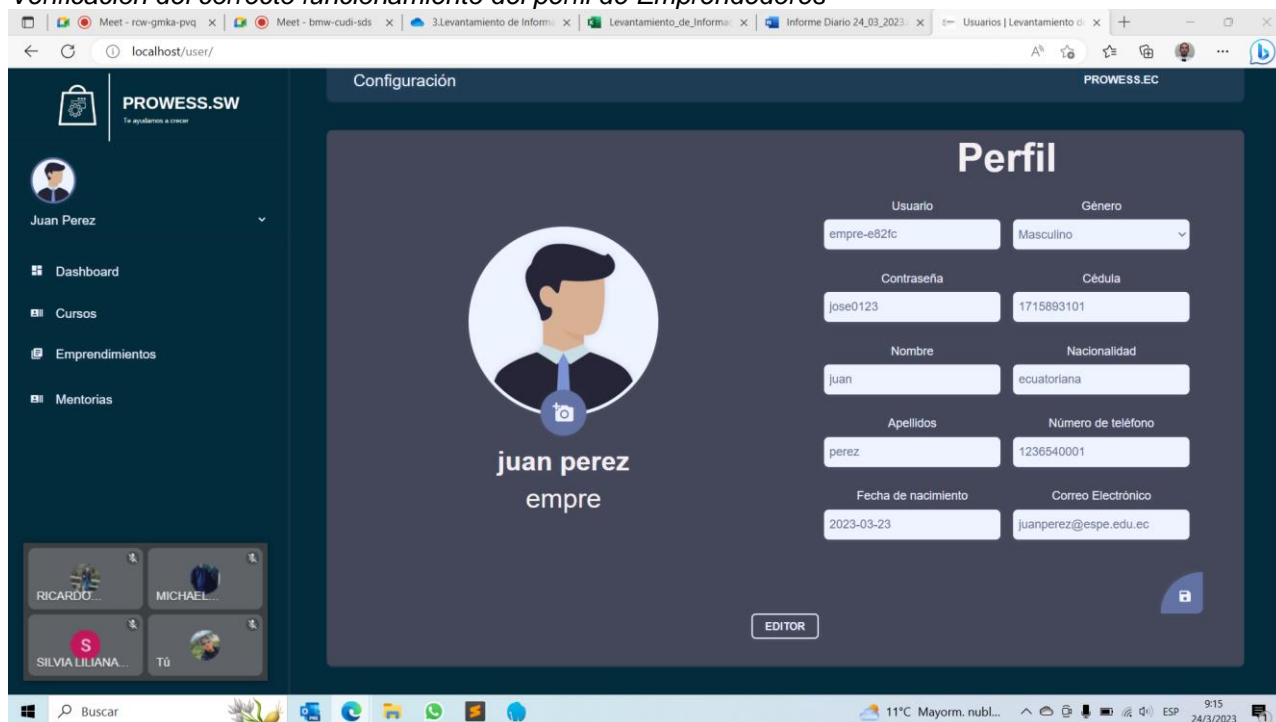 Verificación del correcto funcionamiento del perfil de Emprendedores
Meet - rcw-gmka-pvq
Meet - bmw-cudi-sds
3.Levantamiento de Inform
Levantamiento_de_Informac
Informe Diario 24_03_2023
Usuarios | Levantamiento d
localhost/user/
PROWESS.SW
Te ayudamos a crecer
Configuración
PROWESS.EC
Juan Perez
Dashboard
Cursos
Emprendimientos
Mentorias
juan perez
empre
Perfil
Usuario
Género
empre-e82fc
Masculino
Contraseña
Cédula
jose0123
1715893101
Nombre
Nacionalidad
juan
ecuatoriana
Apellidos
Número de teléfono
perez
1236540001
Fecha de nacimiento
Correo Electrónico
2023-03-23
juanperez@espe.edu.ec
EDITOR
RICARDO...
MICHAEL...
S
SILVIA LILIANA...
Tú
Buscar
11°C Mayorm. nubl...
ESP
9:15
24/3/2023